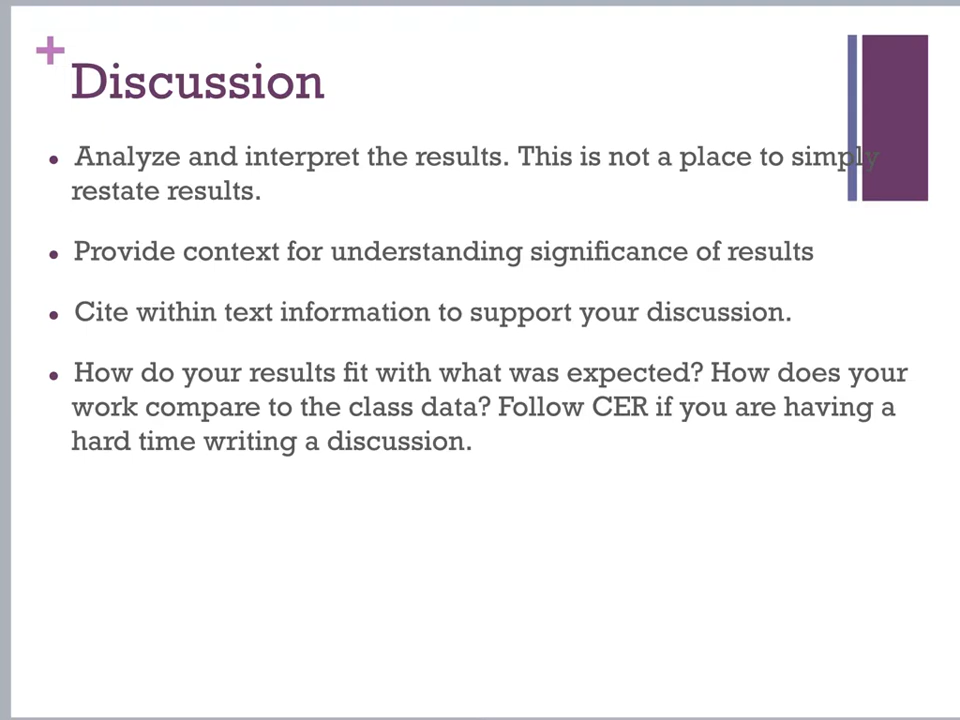 +
Discussion
• Analyze and interpret the results. This is not a place to simply
restate results.
• Provide context for understanding significance of results
• Cite within text information to support your discussion.
• How do your results fit with what was expected? How does your
work compare to the class data? Follow CER if you are having a
hard time writing a discussion.